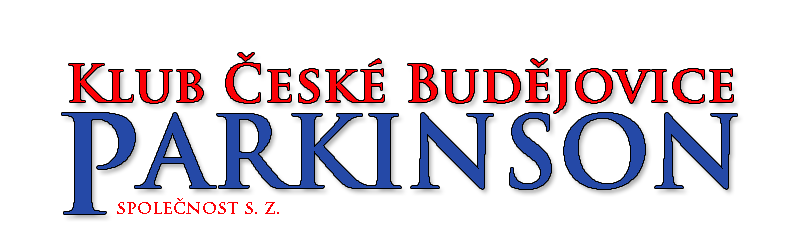 Klub České Budějovice
Parkinson
společnost s. z.